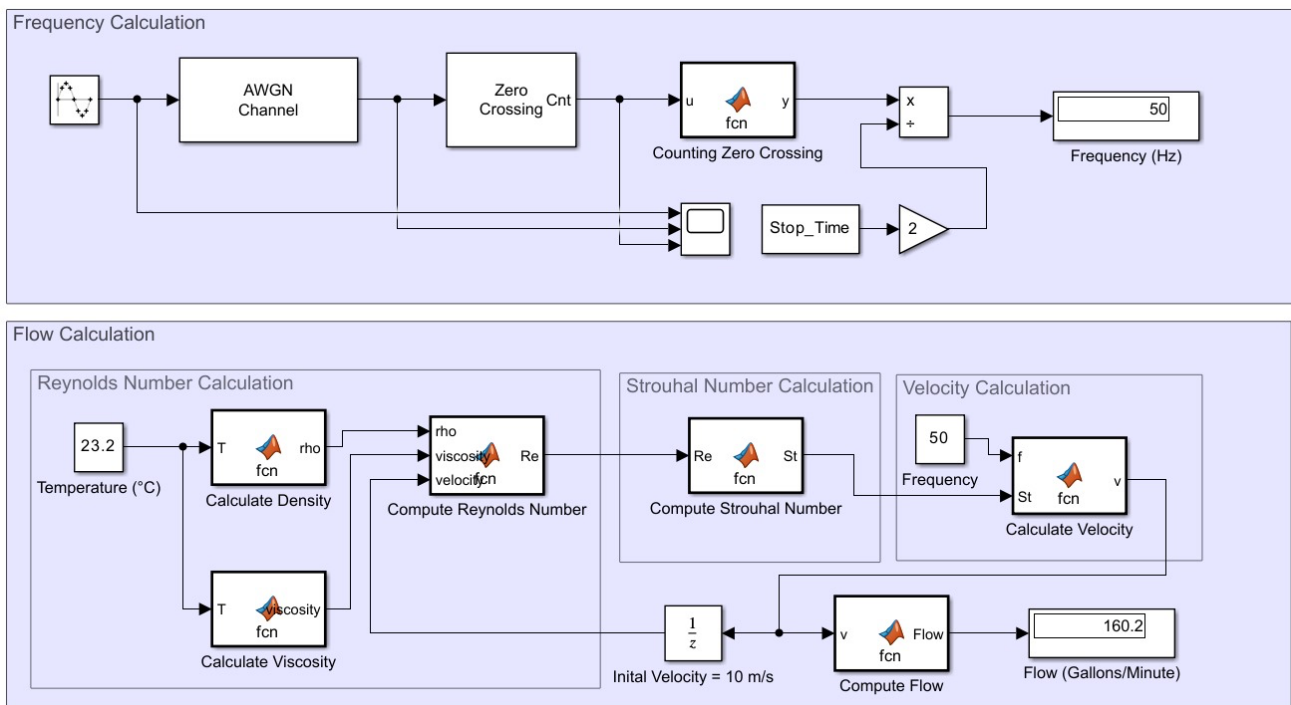 Frequency Calculation
AWGN
Channel
Zero
Crossing
Cnt
u
fcn
y
Counting Zero Crossing
x
÷
50
Frequency (Hz)
Stop_Time
2
Flow Calculation
Reynolds Number Calculation
23.2
Temperature (°C)
T
fcn
rho
Calculate Density
T
fcn
viscosity
Calculate Viscosity
rho
viscosity
velocity
fcn
Re
Compute Reynolds Number
Strouhal Number Calculation
Re
fcn
St
Compute Strouhal Number
Velocity Calculation
50
Frequency
f
St
fcn
v
Calculate Velocity
1
z
Inital Velocity = 10 m/s
v
fcn
Flow
Compute Flow
160.2
Flow (Gallons/Minute)